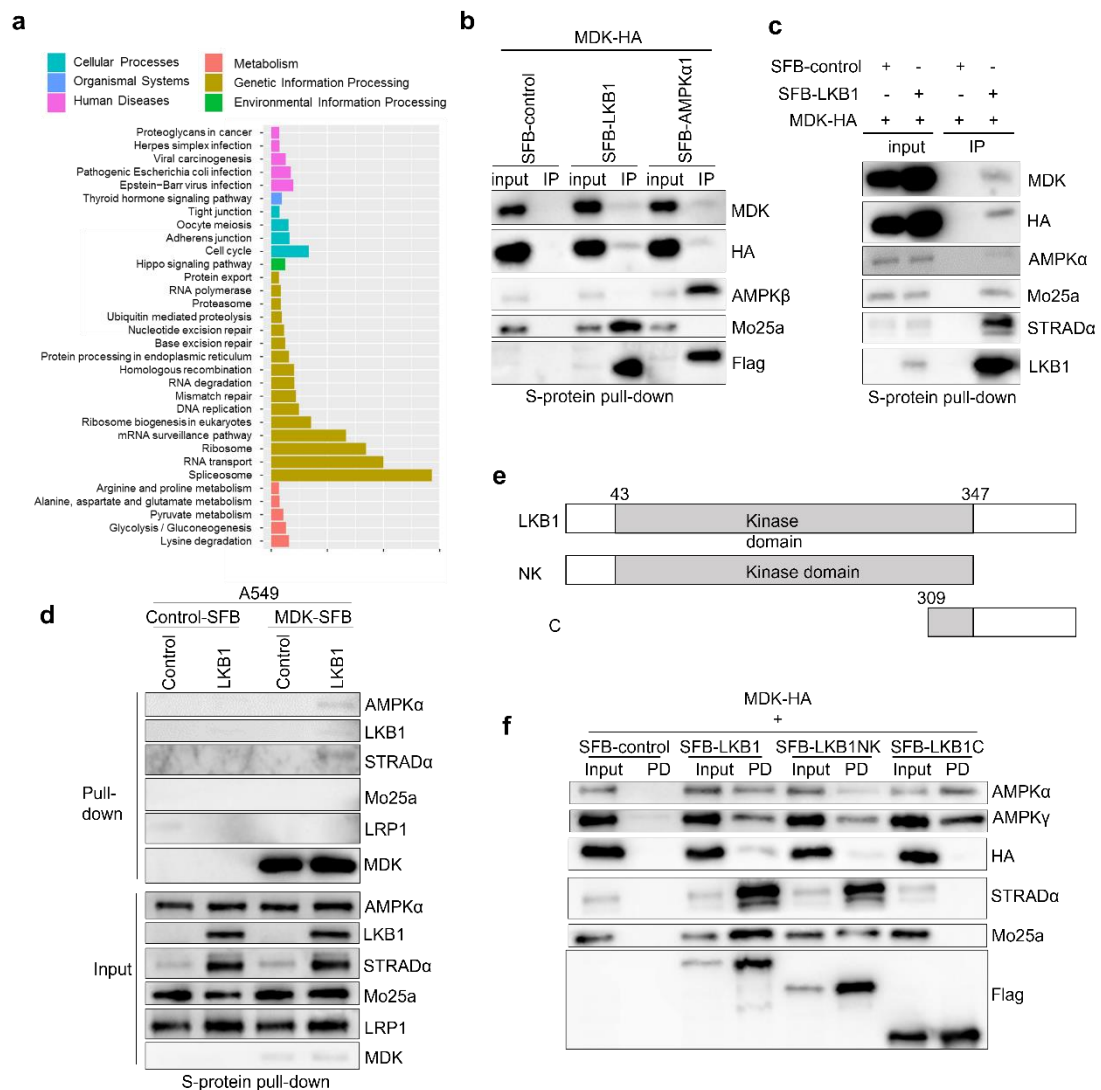 a
Cellular Processes
Organismal Systems
Human Diseases
Metabolism
Genetic Information Processing
Environmental Information Processing
Proteoglycans in cancer
Herpes simplex infection
Viral carcinogenesis
Pathogenic Escherichia coli infection
Epstein−Barr virus infection
Thyroid hormone signaling pathway
Tight junction
Oocyte meiosis
Adherens junction
Cell cycle
Hippo signaling pathway
Protein export
RNA polymerase
Proteasome
Ubiquitin mediated proteolysis
Nucleotide excision repair
Base excision repair
Protein processing in endoplasmic reticulum
Homologous recombination
RNA degradation
Mismatch repair
DNA replication
Ribosome biogenesis in eukaryotes
mRNA surveillance pathway
Ribosome
RNA transport
Spliceosome
Arginine and proline metabolism
Alanine, aspartate and glutamate metabolism
Pyruvate metabolism
Glycolysis / Gluconeogenesis
Lysine degradation
b
MDK-HA
SFB-control
SFB-LKB1
SFB-AMPKα1
input IP input IP input IP
MDK
HA
AMPKβ
Mo25a
Flag
S-protein pull-down
c
SFB-control + - + -
SFB-LKB1 - + - +
MDK-HA + + + +
input IP
MDK
HA
AMPKα
Mo25a
STRADα
LKB1
S-protein pull-down
d
A549
Control-SFB MDK-SFB
Control
LKB1
Control
LKB1
Pull-
down
AMPKα
LKB1
STRADα
Mo25a
LRP1
MDK
Input
AMPKα
LKB1
STRADα
Mo25a
LRP1
MDK
S-protein pull-down
e
43 347
LKB1
Kinase
domain
NK
Kinase domain
309
C
f
MDK-HA
+
SFB-control SFB-LKB1 SFB-LKB1NK SFB-LKB1C
Input PD Input PD Input PD Input PD
AMPKα
AMPKγ
HA
STRADα
Mo25a
Flag